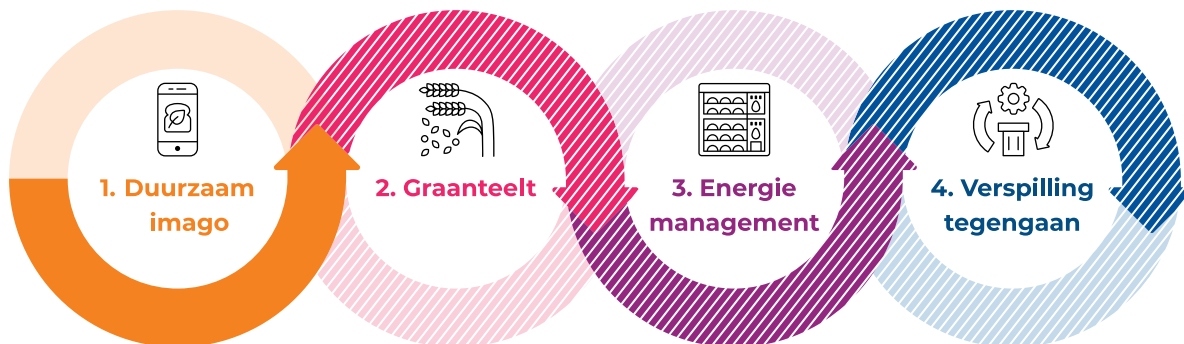 1. Duurzaam
imago
2. Graanteelt
3. Energie
management
4. Verspilling
tegengaan